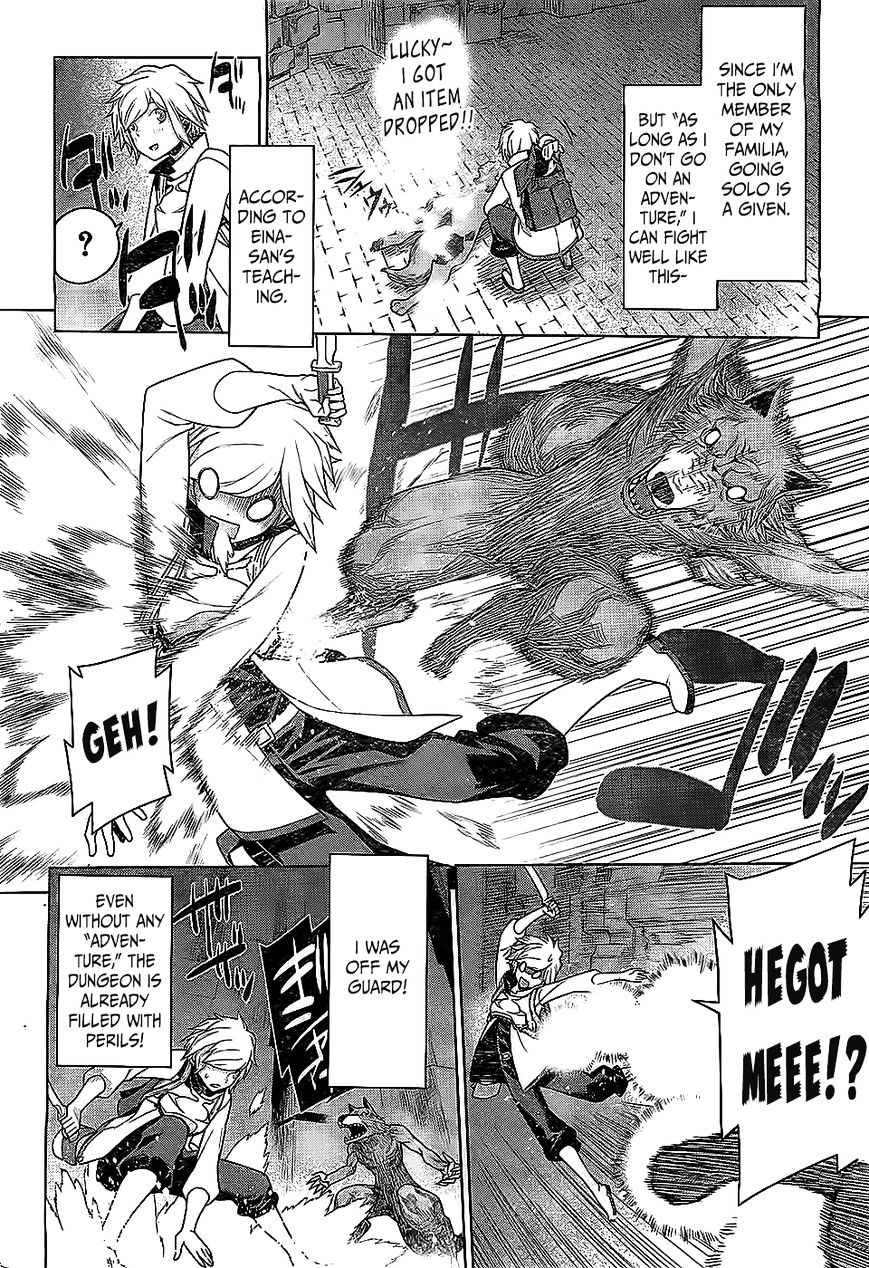 SINCE I'M
THE ONLY
MEMBER
OF MY
FAMILIA,
GOING
SOLO IS
A GIVEN.
BUT "AS
LONG AS I
DON'T GO
ON AN
ADVEN-
TURE," I
CAN FIGHT
WELL LIKE
THIS~
LUCKY~
I GOT
AN ITEM
DROPPED!!
ACCOR-
DING TO
EINA-
SAN'S
TEACH-
ING.
?
GEH!
HEGOT
MEEE!?
I WAS
OFF MY
GUARD!
EVEN
WITHOUT ANY
"ADVEN-
TURE," THE
DUNGEON IS
ALREADY
FILLED WITH
PERILS!